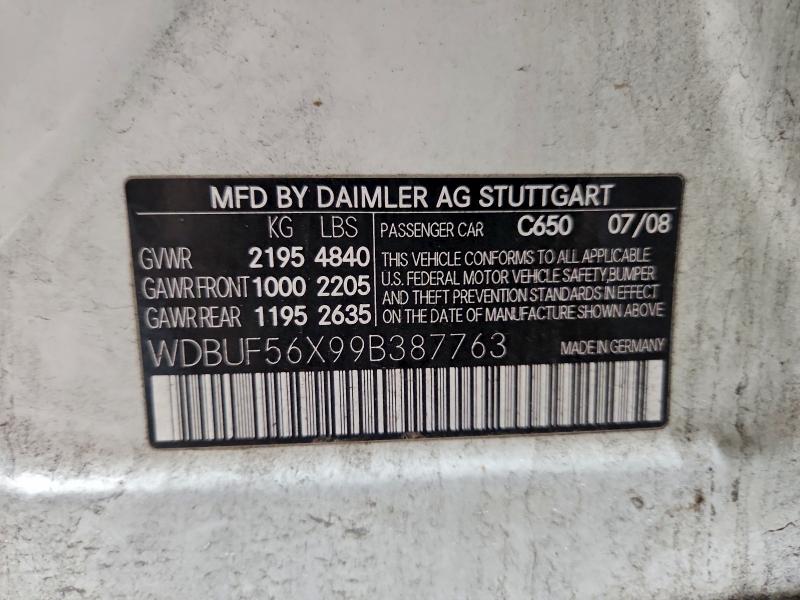 MFD BY DAIMLER AG STUTTGART
KG LBS
GVWR 2195 4840
GAWR FRONT 1000 2205
GAWR REAR 1195 2635
PASSENGER CAR C650 07/08
THIS VEHICLE CONFORMS TO ALL APPLICABLE
U.S. FEDERAL MOTOR VEHICLE SAFETY,BUMPER
AND THEFT PREVENTION STANDARDS IN EFFECT
ON THE DATE OF MANUFACTURE SHOWN ABOVE
WDBUF56X99B387763 MADE IN GERMANY